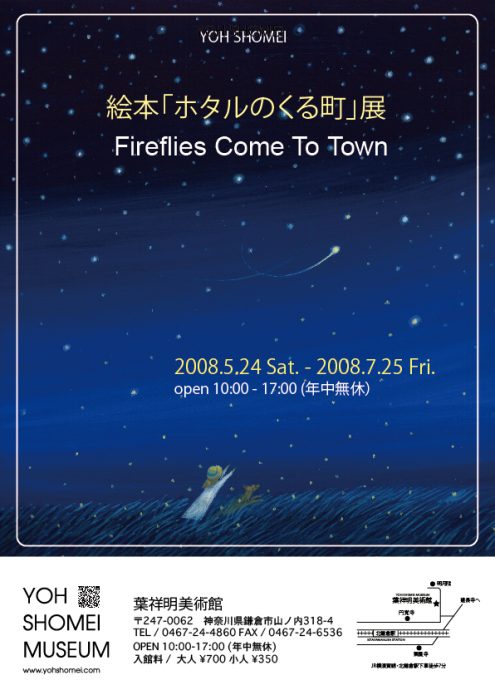 YOH SHOMEI
絵本「ホタルのくる町」展
Fireflies Come To Town
2008.5.24 Sat. - 2008.7.25 Fri.
open 10:00 - 17:00 (年中無休)
YOH
SHOMEI
MUSEUM
www.yohshomei.com
葉祥明美術館
〒247-0062 神奈川県鎌倉市山ノ内318-4
TEL / 0467-24-4860 FAX / 0467-24-6536
OPEN 10:00-17:00 (年中無休)
入館料 / 大人 ¥700 小人 ¥350
明月院
YOH SHOMEI MUSEUM
葉祥明美術館
建長寺へ
円覚寺
北鎌倉駅
JR横須賀線・北鎌倉駅下車徒歩7分